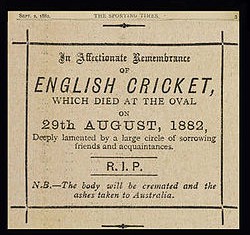 Sept. 2, 1882. THE SPORTING TIMES.
In Affectionate Remembrance
OF
ENGLISH CRICKET,
WHICH DIED AT THE OVAL
ON
29th AUGUST, 1882,
Deeply lamented by a large circle of sorrowing
friends and acquaintances.
R. I. P.
N.B.—The body will be cremated and the
ashes taken to Australia.